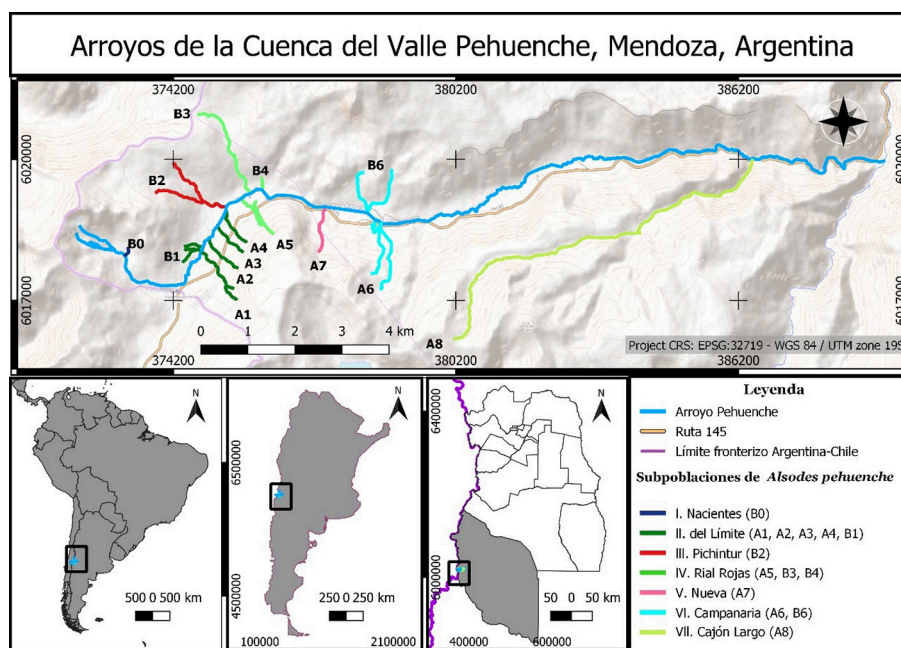 Arroyos de la Cuenca del Valle Pehuenche, Mendoza, Argentina
374200 380200 386200
B3
6020000 6020000
B2 B4 B6
B0 B1 A4 A5
A3 A7
A2 A6
6017000 6017000
A1
0 1 2 3 4 km
A8
Project CRS: EPSG:32719 - WGS 84 / UTM zone 19S
374200 380200 386200
N
500 0 500 km
N
6500000
4500000
250 0 250 km
100000 2100000
N
6400000
6000000
50 0 50 km
400000 600000
Leyenda
Arroyo Pehuenche
Ruta 145
Límite fronterizo Argentina-Chile
Subpoblaciones de Alsodes pehuenche
I. Nacientes (B0)
II. del Límite (A1, A2, A3, A4, B1)
III. Pichintur (B2)
IV. Rial Rojas (A5, B3, B4)
V. Nueva (A7)
VI. Campanaria (A6, B6)
VII. Cajón Largo (A8)